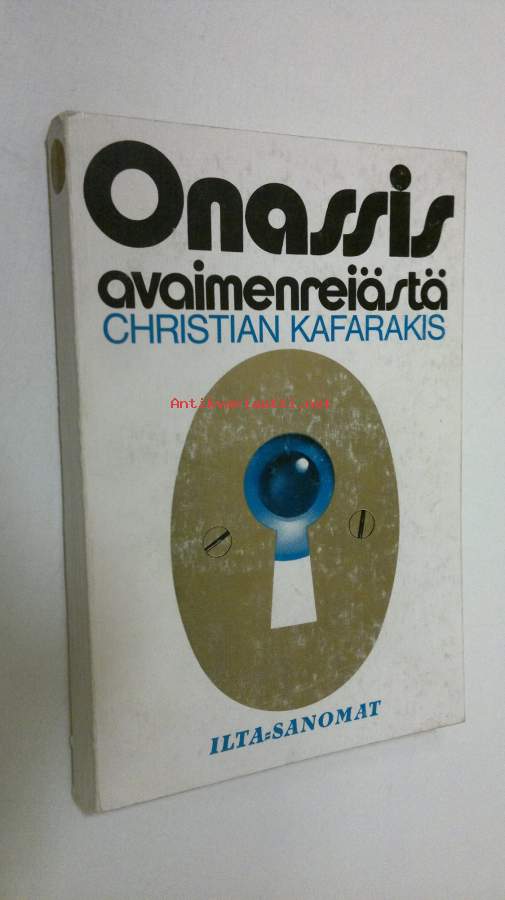 Onassis
avaimenreiästä
CHRISTIAN KAFARAKIS
Antikvariaatti.net
ILTA=SANOMAT